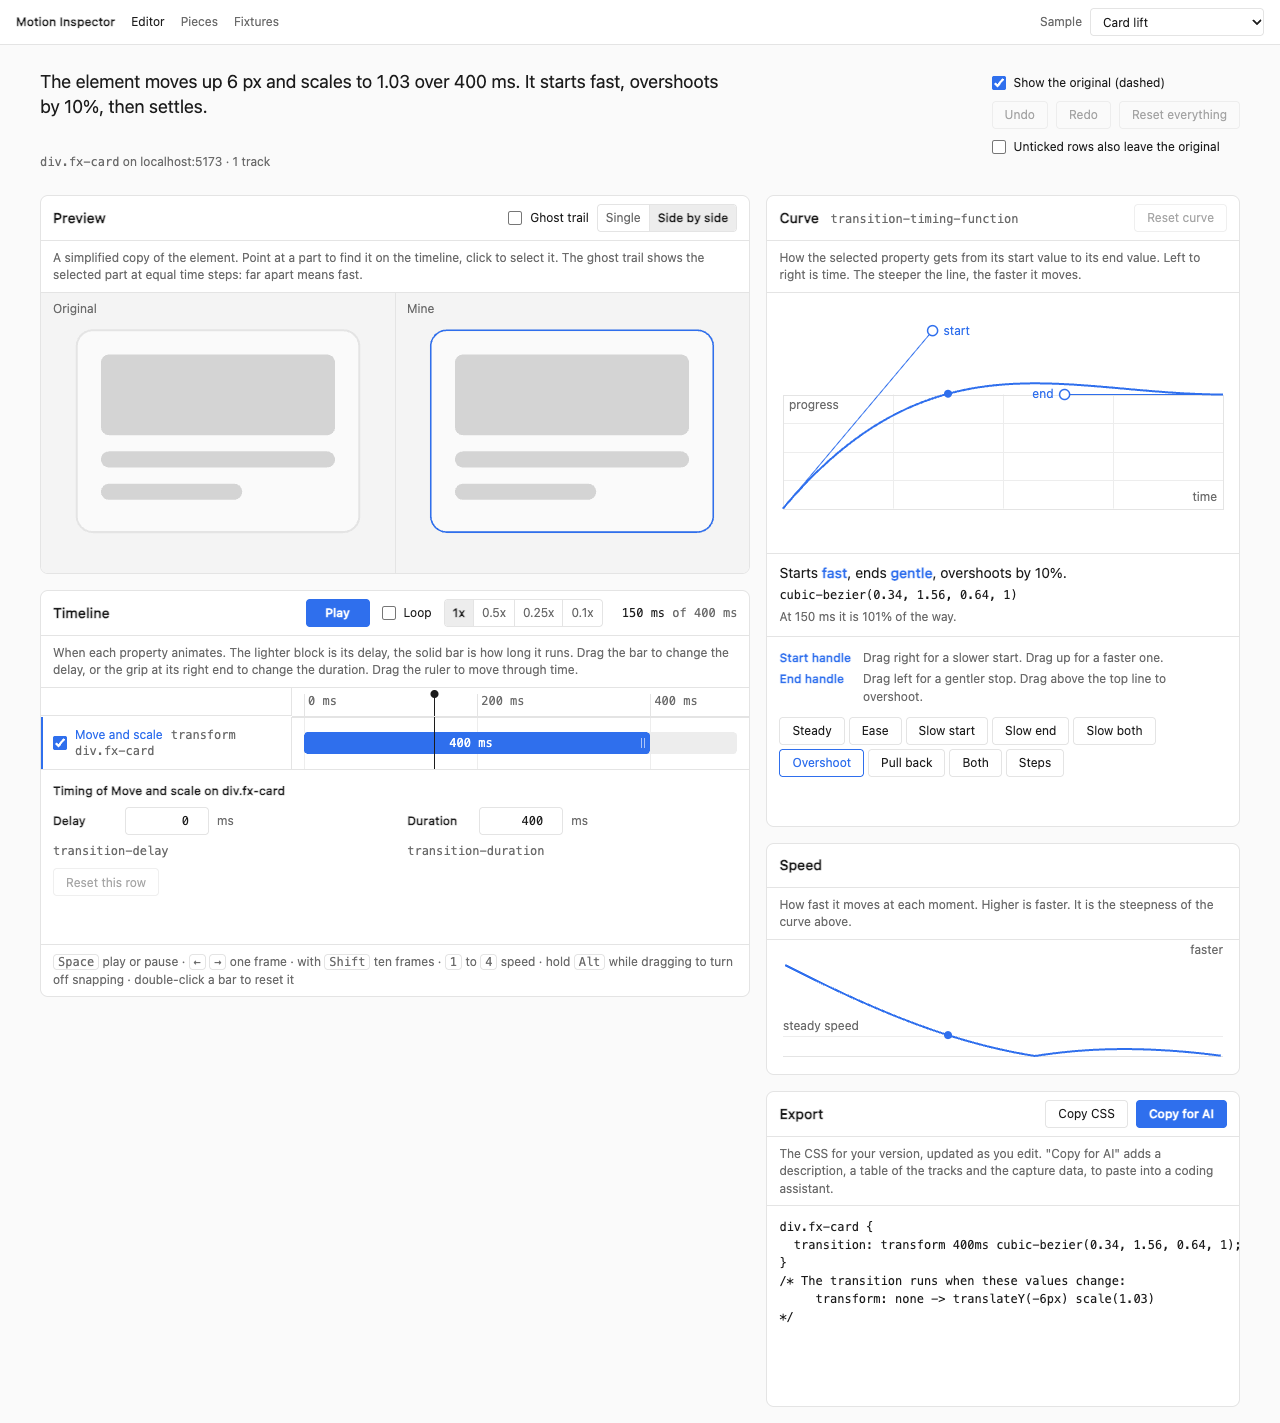 Motion Inspector Editor Pieces Fixtures Sample Card lift
The element moves up 6 px and scales to 1.03 over 400 ms. It starts fast, overshoots
by 10%, then settles.
div.fx-card on localhost:5173 · 1 track
Show the original (dashed)
Undo Redo Reset everything
Unticked rows also leave the original
Preview Ghost trail Single Side by side
A simplified copy of the element. Point at a part to find it on the timeline, click to select it. The ghost trail shows the
selected part at equal time steps: far apart means fast.
Original Mine
Timeline Play Loop 1x 0.5x 0.25x 0.1x 150 ms of 400 ms
When each property animates. The lighter block is its delay, the solid bar is how long it runs. Drag the bar to change the
delay, or the grip at its right end to change the duration. Drag the ruler to move through time.
0 ms 200 ms 400 ms
Move and scale transform
div.fx-card
400 ms
Timing of Move and scale on div.fx-card
Delay 0 ms Duration 400 ms
transition-delay transition-duration
Reset this row
Space play or pause · ← → one frame · with Shift ten frames · 1 to 4 speed · hold Alt while dragging to turn
off snapping · double-click a bar to reset it
Curve transition-timing-function Reset curve
How the selected property gets from its start value to its end value. Left to
right is time. The steeper the line, the faster it moves.
start
end
progress
time
Starts fast, ends gentle, overshoots by 10%.
cubic-bezier(0.34, 1.56, 0.64, 1)
At 150 ms it is 101% of the way.
Start handle Drag right for a slower start. Drag up for a faster one.
End handle Drag left for a gentler stop. Drag above the top line to
overshoot.
Steady Ease Slow start Slow end Slow both
Overshoot Pull back Both Steps
Speed
How fast it moves at each moment. Higher is faster. It is the steepness of the
curve above.
faster
steady speed
Export Copy CSS Copy for AI
The CSS for your version, updated as you edit. "Copy for AI" adds a
description, a table of the tracks and the capture data, to paste into a coding
assistant.
div.fx-card {
transition: transform 400ms cubic-bezier(0.34, 1.56, 0.64, 1);
}
/* The transition runs when these values change:
transform: none -> translateY(-6px) scale(1.03)
*/